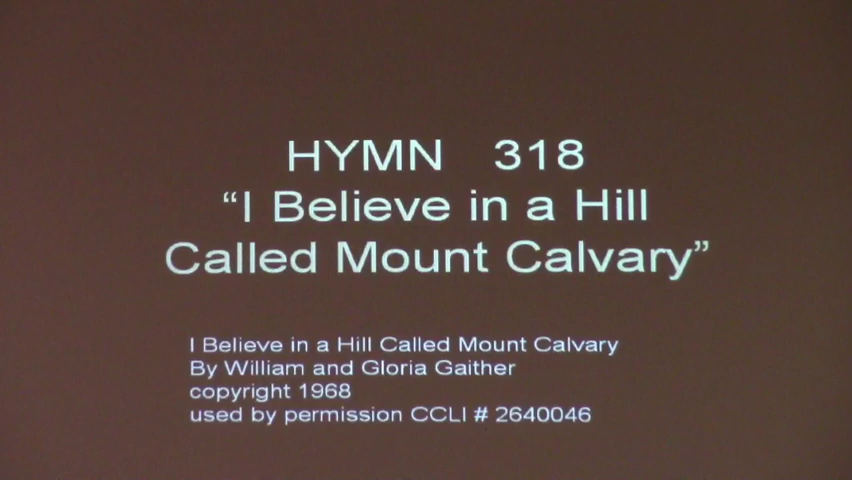 HYMN 318
“I Believe in a Hill
Called Mount Calvary”
I Believe in a Hill Called Mount Calvary
By William and Gloria Gaither
copyright 1968
used by permission CCLI # 2640046